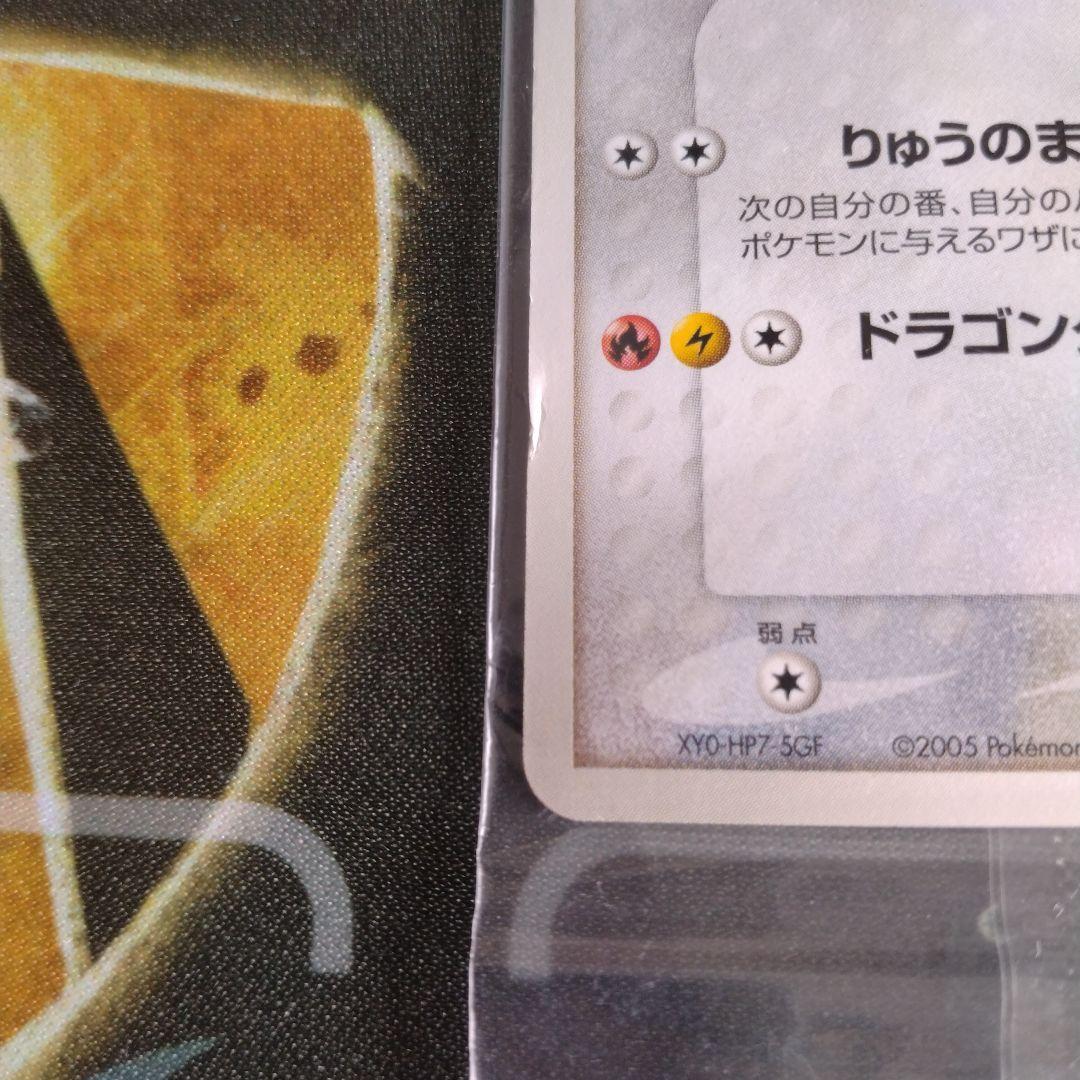 りゅうのま
次の自分の番、自分の
ポケモンに与えるワザに
ドラゴン
弱点
XY0-HP7-5GF ©2005 Pokémon